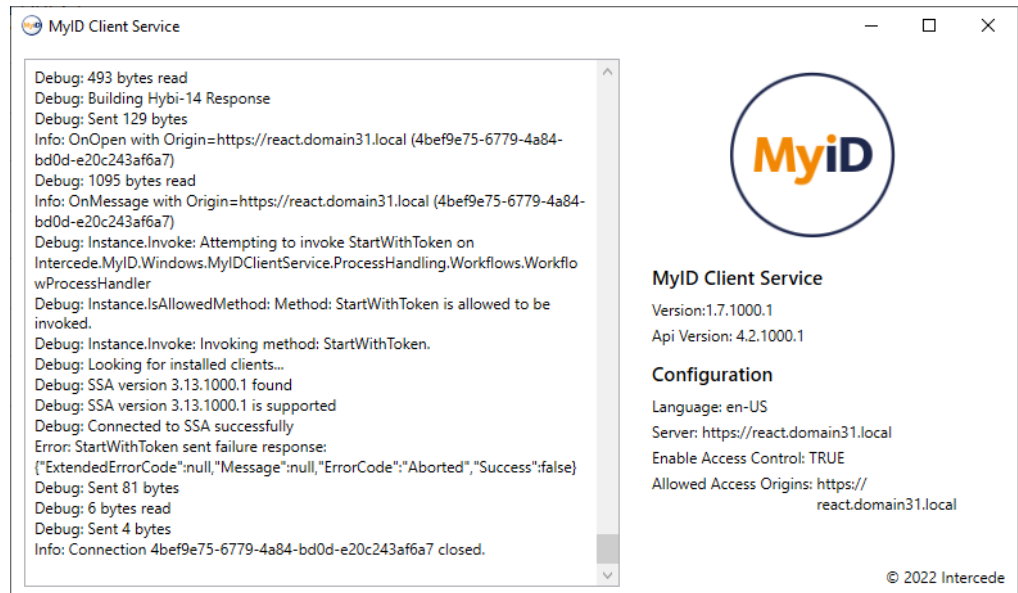 MyID Client Service
Debug: 493 bytes read
Debug: Building Hybi-14 Response
Debug: Sent 129 bytes
Info: OnOpen with Origin=https://react.domain31.local (4bef9e75-6779-4a84-
bd0d-e20c243af6a7)
Debug: 1095 bytes read
Info: OnMessage with Origin=https://react.domain31.local (4bef9e75-6779-4a84-
bd0d-e20c243af6a7)
Debug: Instance.Invoke: Attempting to invoke StartWithToken on
Intercede.MyID.Windows.MyIDClientService.ProcessHandling.Workflows.Workflo
wProcessHandler
Debug: Instance.IsAllowedMethod: Method: StartWithToken is allowed to be
invoked.
Debug: Instance.Invoke: Invoking method: StartWithToken.
Debug: Looking for installed clients...
Debug: SSA version 3.13.1000.1 found
Debug: SSA version 3.13.1000.1 is supported
Debug: Connected to SSA successfully
Error: StartWithToken sent failure response:
{"ExtendedErrorCode":null,"Message":null,"ErrorCode":"Aborted","Success":false}
Debug: Sent 81 bytes
Debug: 6 bytes read
Debug: Sent 4 bytes
Info: Connection 4bef9e75-6779-4a84-bd0d-e20c243af6a7 closed.
MyiD
MyID Client Service
Version:1.7.1000.1
Api Version: 4.2.1000.1
Configuration
Language: en-US
Server: https://react.domain31.local
Enable Access Control: TRUE
Allowed Access Origins: https://
react.domain31.local
© 2022 Intercede